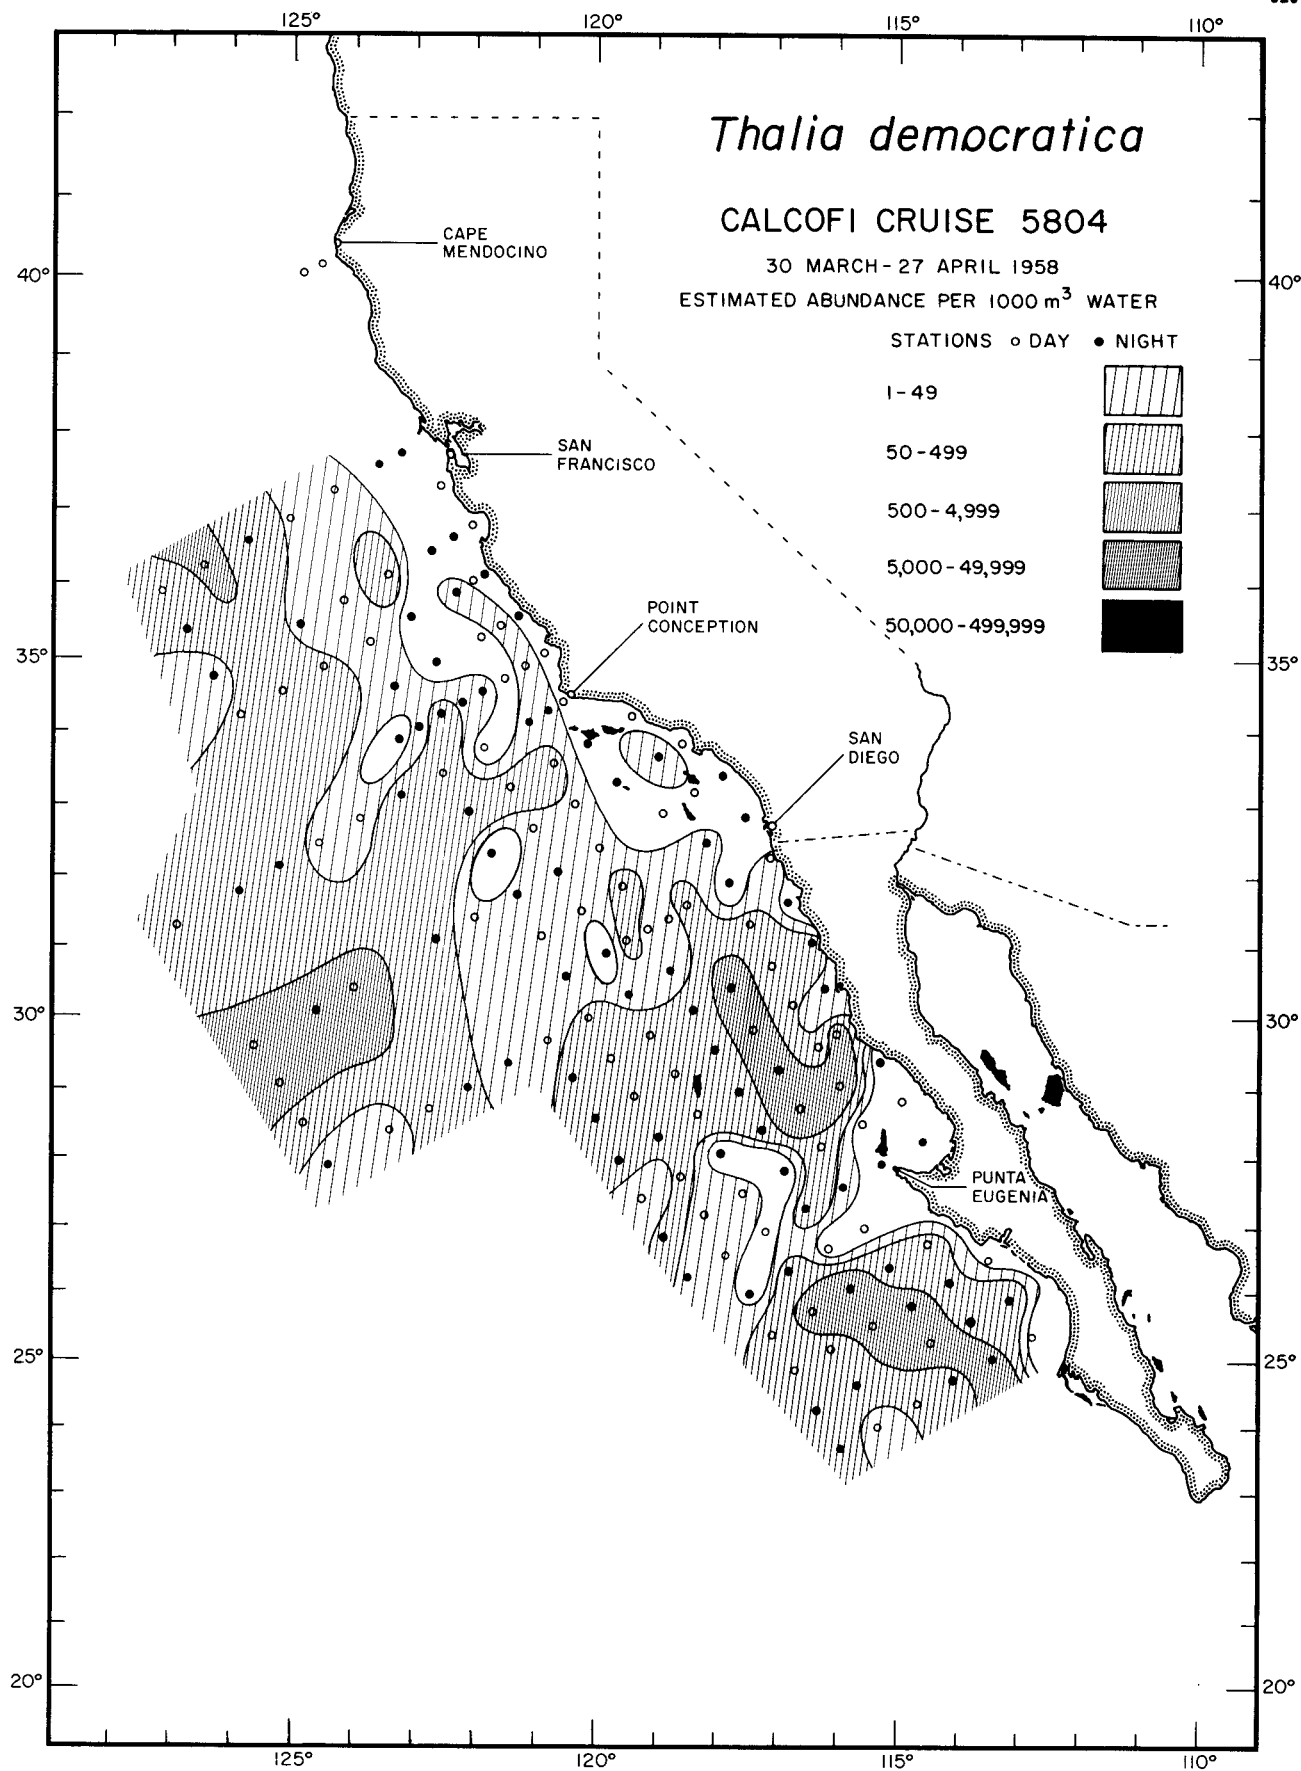 125° 120° 115° 110°
Thalia democratica
CALCOFI CRUISE 5804
30 MARCH - 27 APRIL 1958
ESTIMATED ABUNDANCE PER 1000 m³ WATER
STATIONS ○ DAY ● NIGHT
1 - 49
50 - 499
500 - 4,999
5,000 - 49,999
50,000 - 499,999
CAPE
MENDOCINO
40° 40°
SAN
FRANCISCO
POINT
CONCEPTION
35° 35°
SAN
DIEGO
30° 30°
PUNTA
EUGENIA
25° 25°
20° 20°
125° 120° 115° 110°